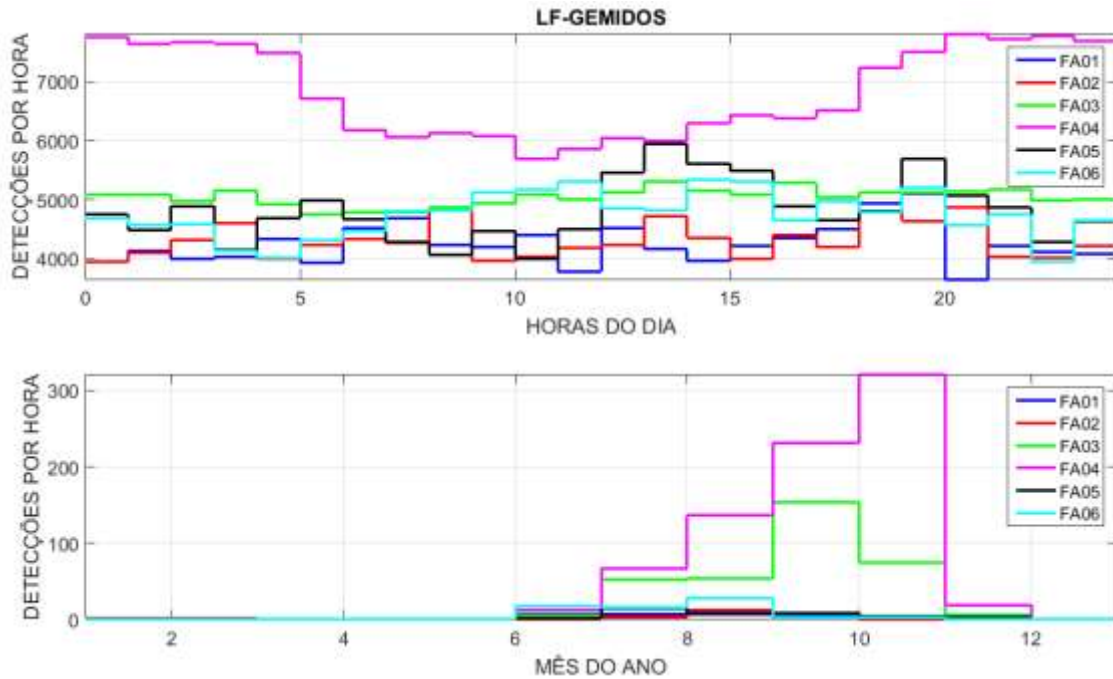 LF-GEMIDOS
DETECÇÕES POR HORA
7000
6000
5000
4000
FA01
FA02
FA03
FA04
FA05
FA06
0 5 10 15 20
HORAS DO DIA
DETECÇÕES POR HORA
300
200
100
0
FA01
FA02
FA03
FA04
FA05
FA06
2 4 6 8 10 12
MÊS DO ANO